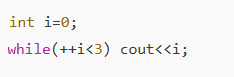 int i=0;
while(++i<3) cout<<i;